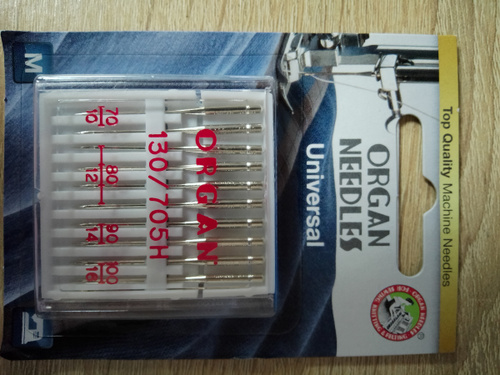 Top Quality Machine Needles
ORGAN
NEEDLES
Universal
M
ORGAN
130/705H
70
10
80
12
90
14
100
16